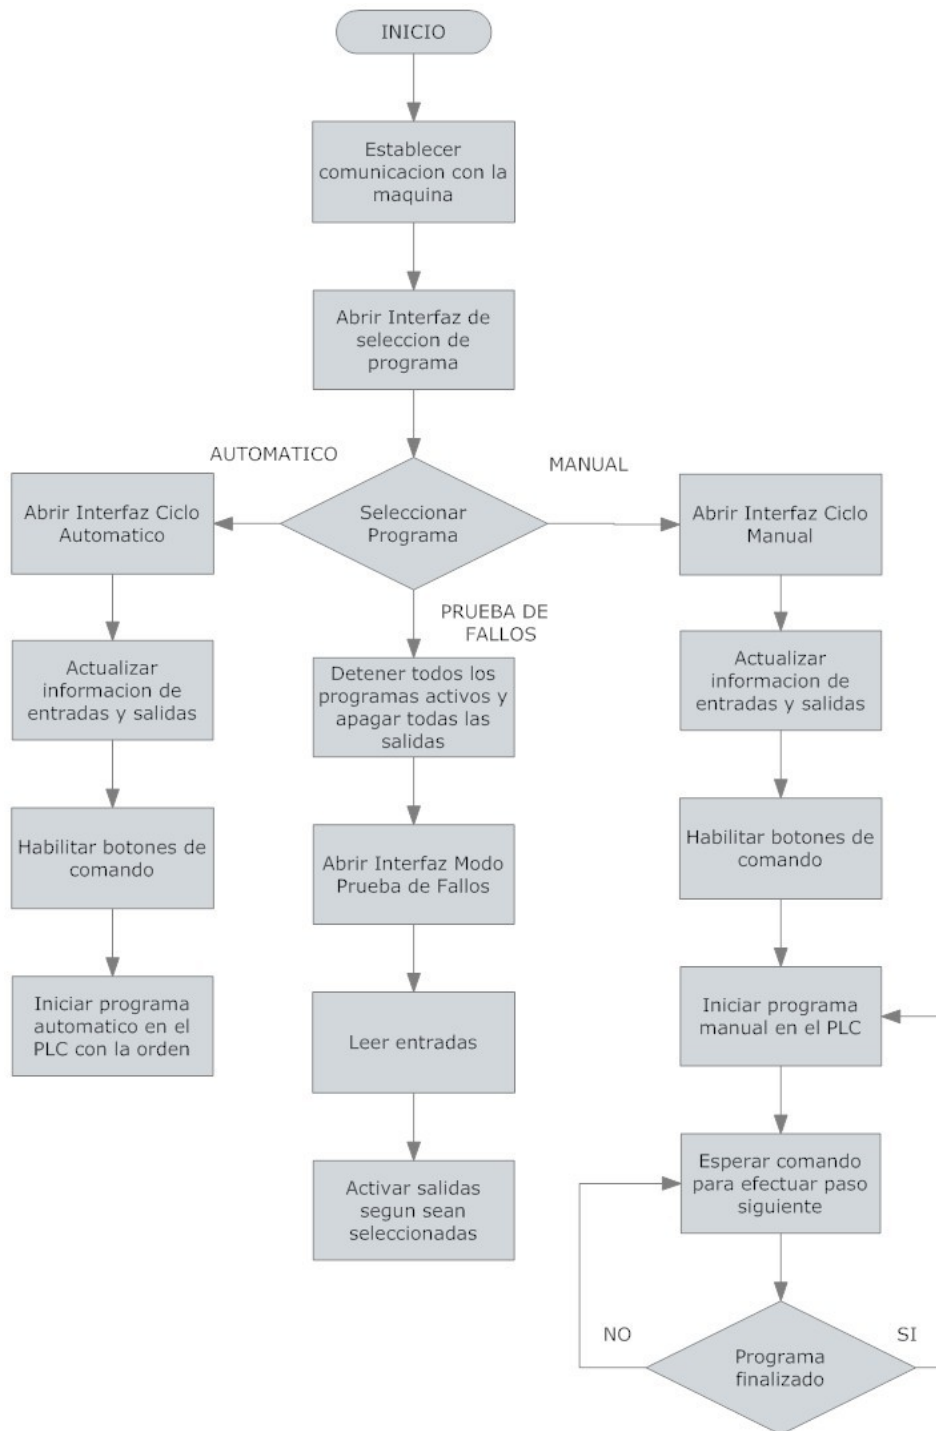 INICIO
Establecer
comunicacion con la
maquina
Abrir Interfaz de
seleccion de
programa
AUTOMATICO
MANUAL
Seleccionar
Programa
PRUEBA DE
FALLOS
Abrir Interfaz Ciclo
Automatico
Actualizar
informacion de
entradas y salidas
Habilitar botones de
comando
Iniciar programa
automatico en el
PLC con la orden
Detener todos los
programas activos y
apagar todas las
salidas
Abrir Interfaz Modo
Prueba de Fallos
Leer entradas
Activar salidas
segun sean
seleccionadas
Abrir Interfaz Ciclo
Manual
Actualizar
informacion de
entradas y salidas
Habilitar botones de
comando
Iniciar programa
manual en el PLC
Esperar comando
para efectuar paso
siguiente
NO
SI
Programa
finalizado